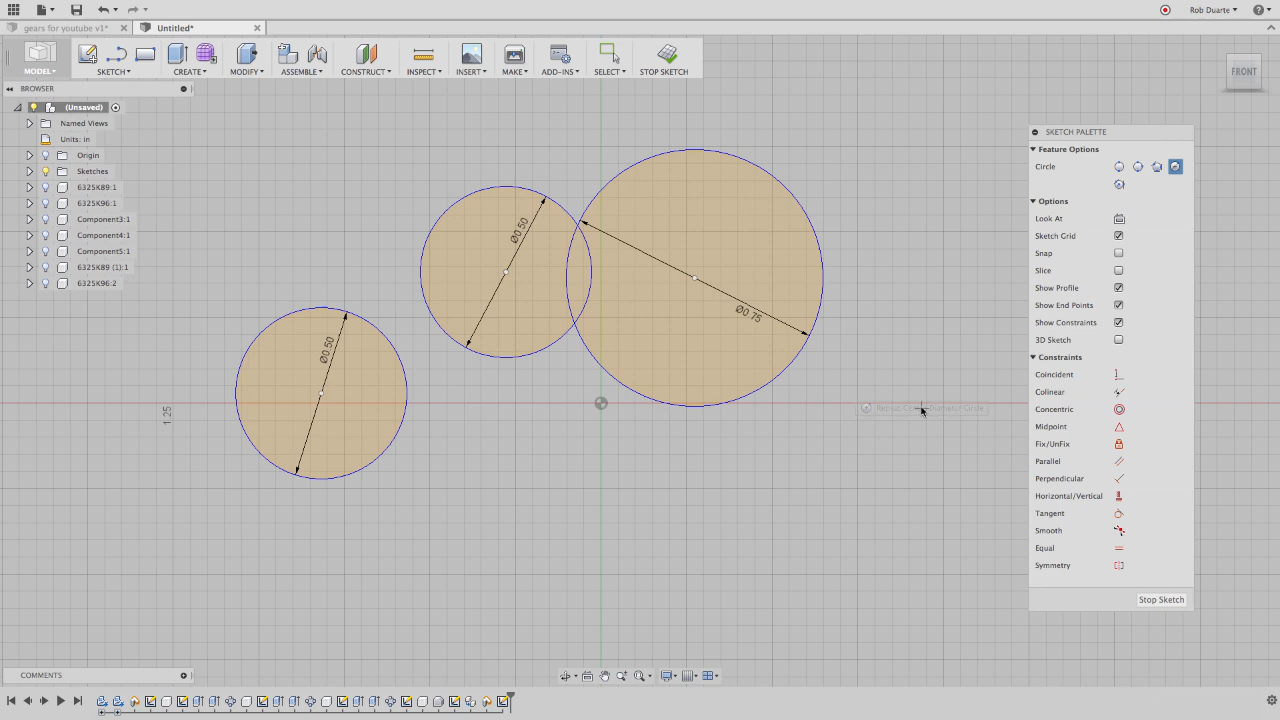 Rob Duarte
gears for youtube v1*
Untitled*
MODEL
SKETCH
CREATE
MODIFY
ASSEMBLE
CONSTRUCT
INSPECT
INSERT
MAKE
ADD-INS
SELECT
STOP SKETCH
BROWSER
FRONT
(Unsaved)
Named Views
Units: in
Origin
Sketches
6325K89:1
6325K96:1
Component3:1
Component4:1
Component5:1
6325K89 (1):1
6325K96:2
SKETCH PALETTE
Feature Options
Circle
Options
Look At
Sketch Grid
Snap
Slice
Show Profile
Show End Points
Show Constraints
3D Sketch
Constraints
Coincident
Colinear
Concentric
Midpoint
Fix/UnFix
Parallel
Perpendicular
Horizontal/Vertical
Tangent
Smooth
Equal
Symmetry
Stop Sketch
Ø0.50
Ø0.75
Ø0.50
1.25
COMMENTS